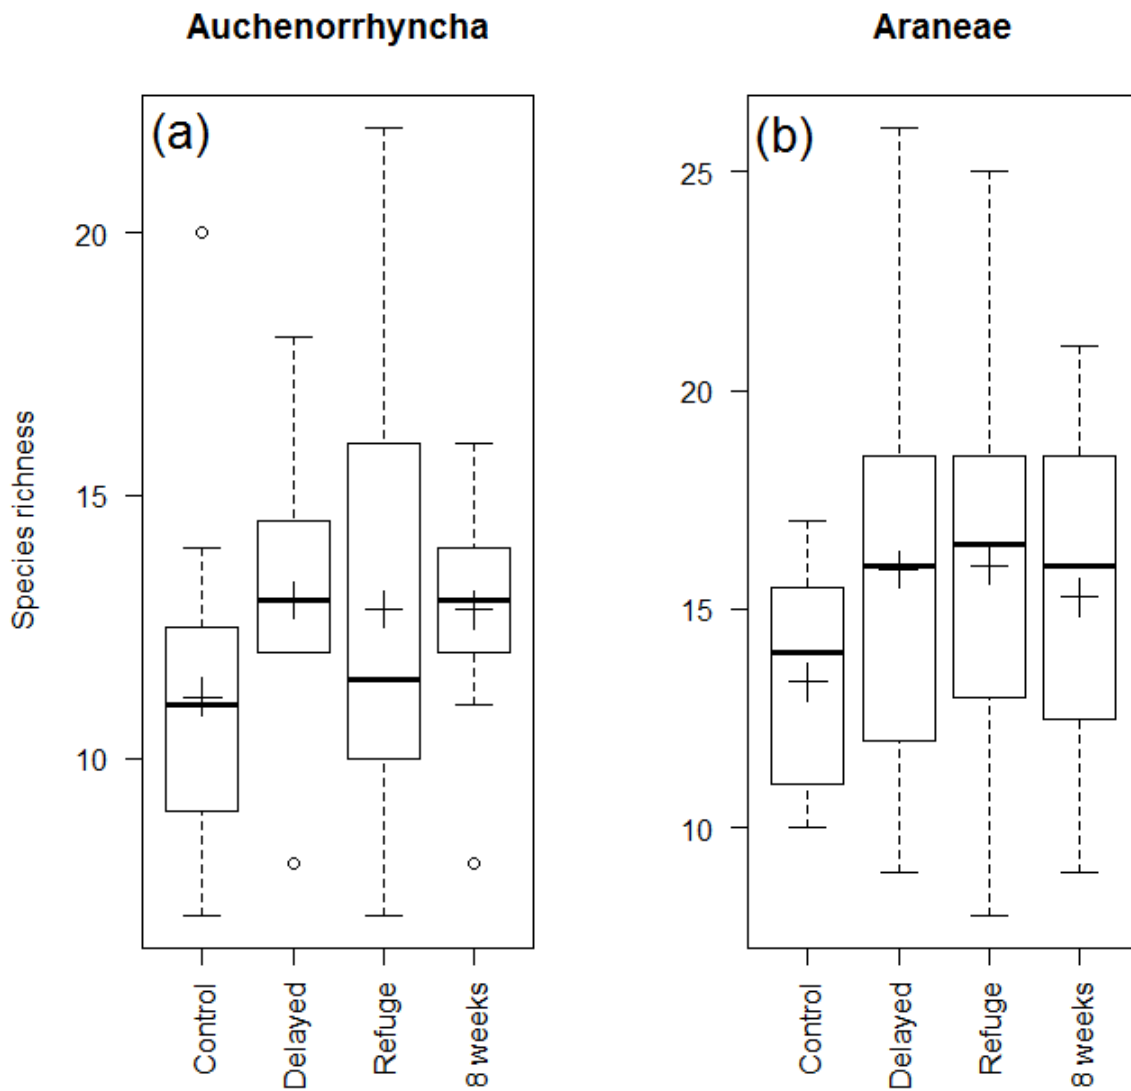 Auchenorrhyncha
Araneae
(a)
(b)
Species richness
20
15
10
25
20
15
10
Control
Delayed
Refuge
8 weeks
Control
Delayed
Refuge
8 weeks